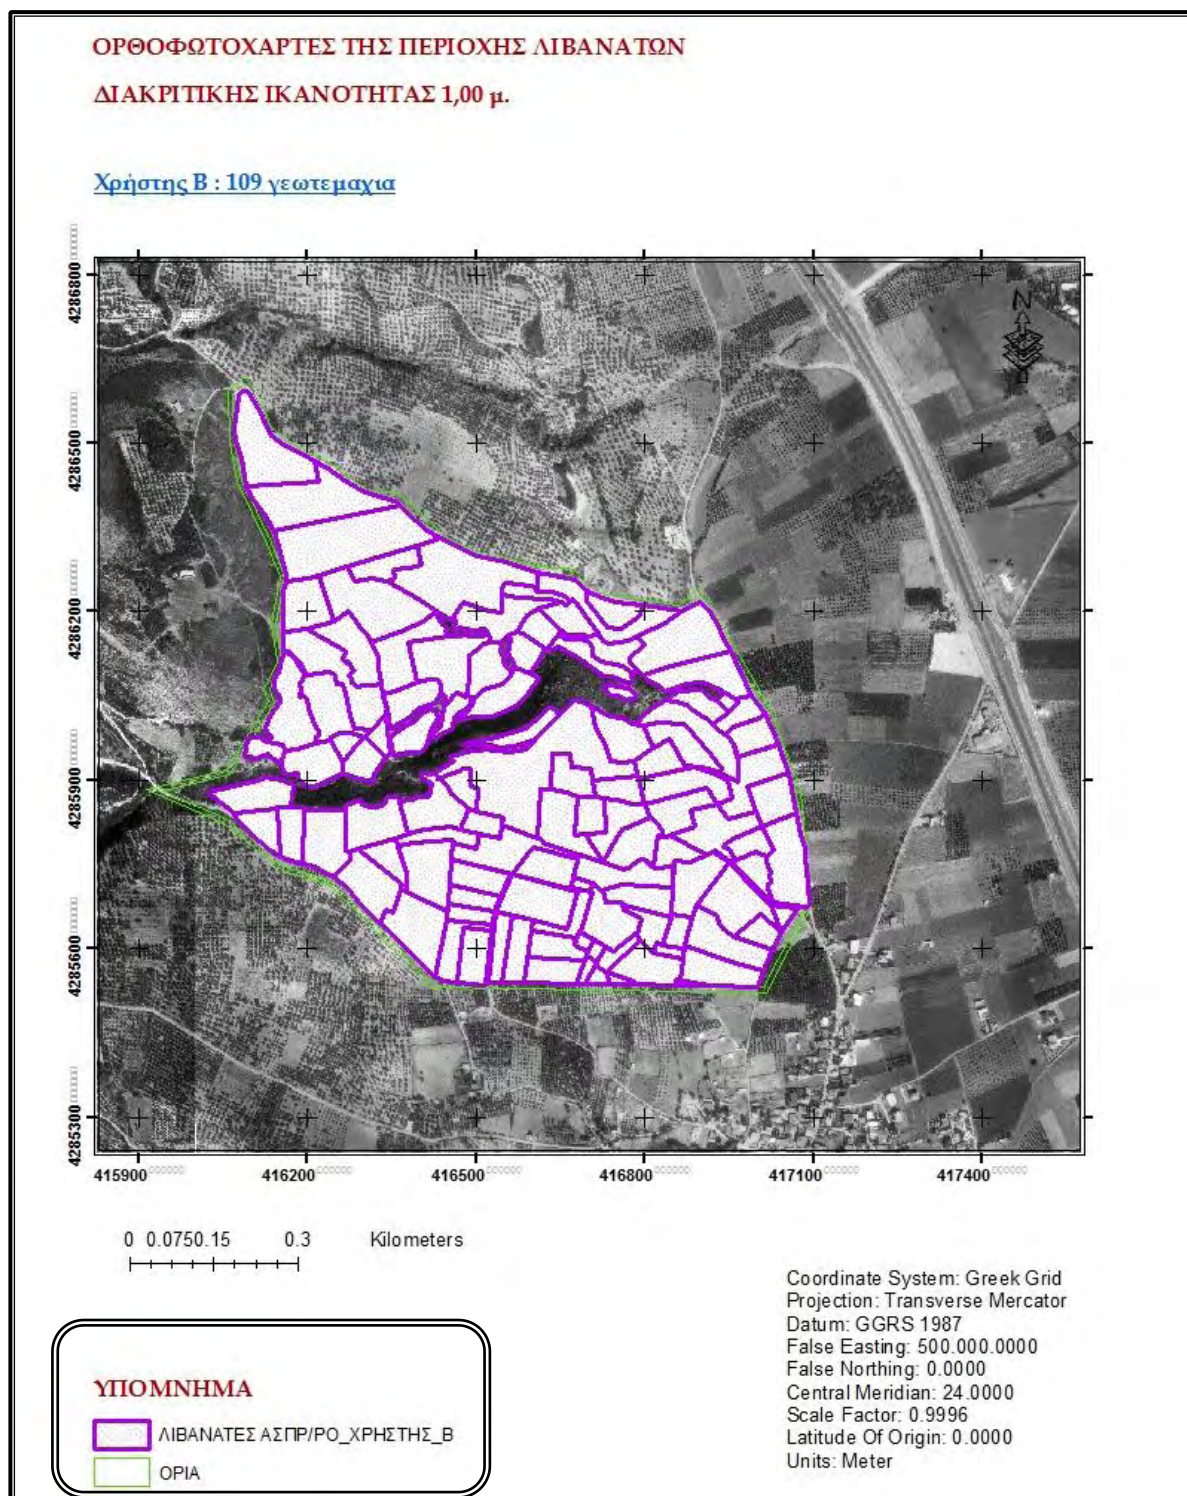 ΟΡΘΟΦΩΤΟΧΑΡΤΕΣ ΤΗΣ ΠΕΡΙΟΧΗΣ ΛΙΒΑΝΑΤΩΝ
ΔΙΑΚΡΙΤΙΚΗΣ ΙΚΑΝΟΤΗΤΑΣ 1,00 μ.
Χρήστης Β : 109 γεωτεμαχια
N
4286800
4286500
4286200
4285900
4285600
4285300
415900 416200 416500 416800 417100 417400
0 0.0750.15 0.3 Kilometers
Coordinate System: Greek Grid
Projection: Transverse Mercator
Datum: GGRS 1987
False Easting: 500.000.0000
False Northing: 0.0000
Central Meridian: 24.0000
Scale Factor: 0.9996
Latitude Of Origin: 0.0000
Units: Meter
ΥΠΟΜΝΗΜΑ
ΛΙΒΑΝΑΤΕΣ ΑΣΠΡ/ΡΟ_ΧΡΗΣΤΗΣ_Β
ΟΡΙΑ